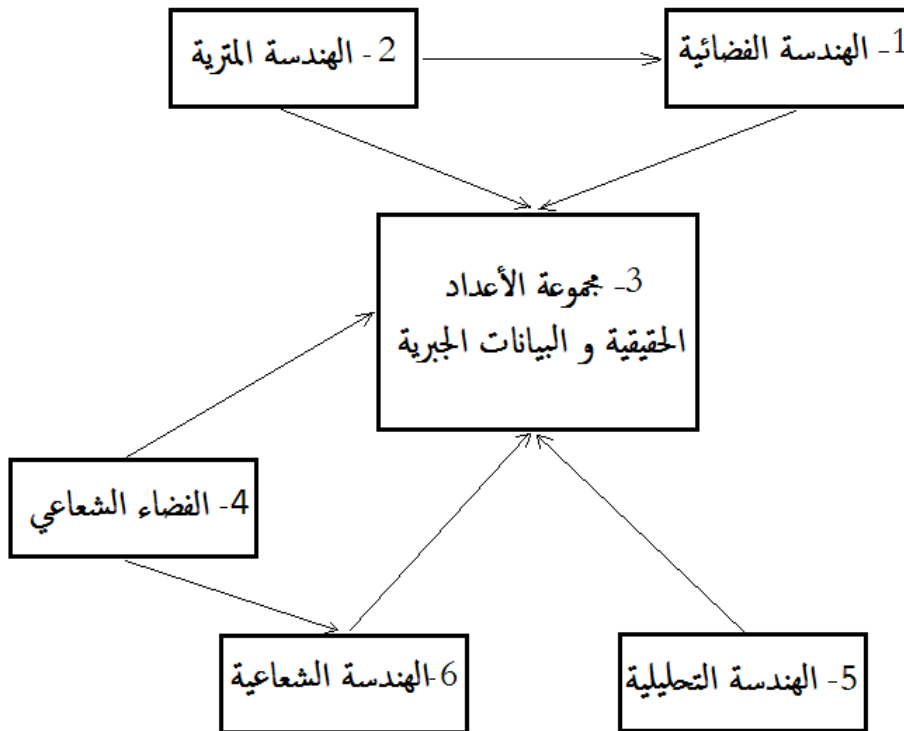 1- الهندسة الفضائية
2- الهندسة المترية
3- مجموعة الأعداد
الحقيقية و البيانات الجبرية
4- الفضاء الشعاعي
5- الهندسة التحليلية
6-الهندسة الشعاعية